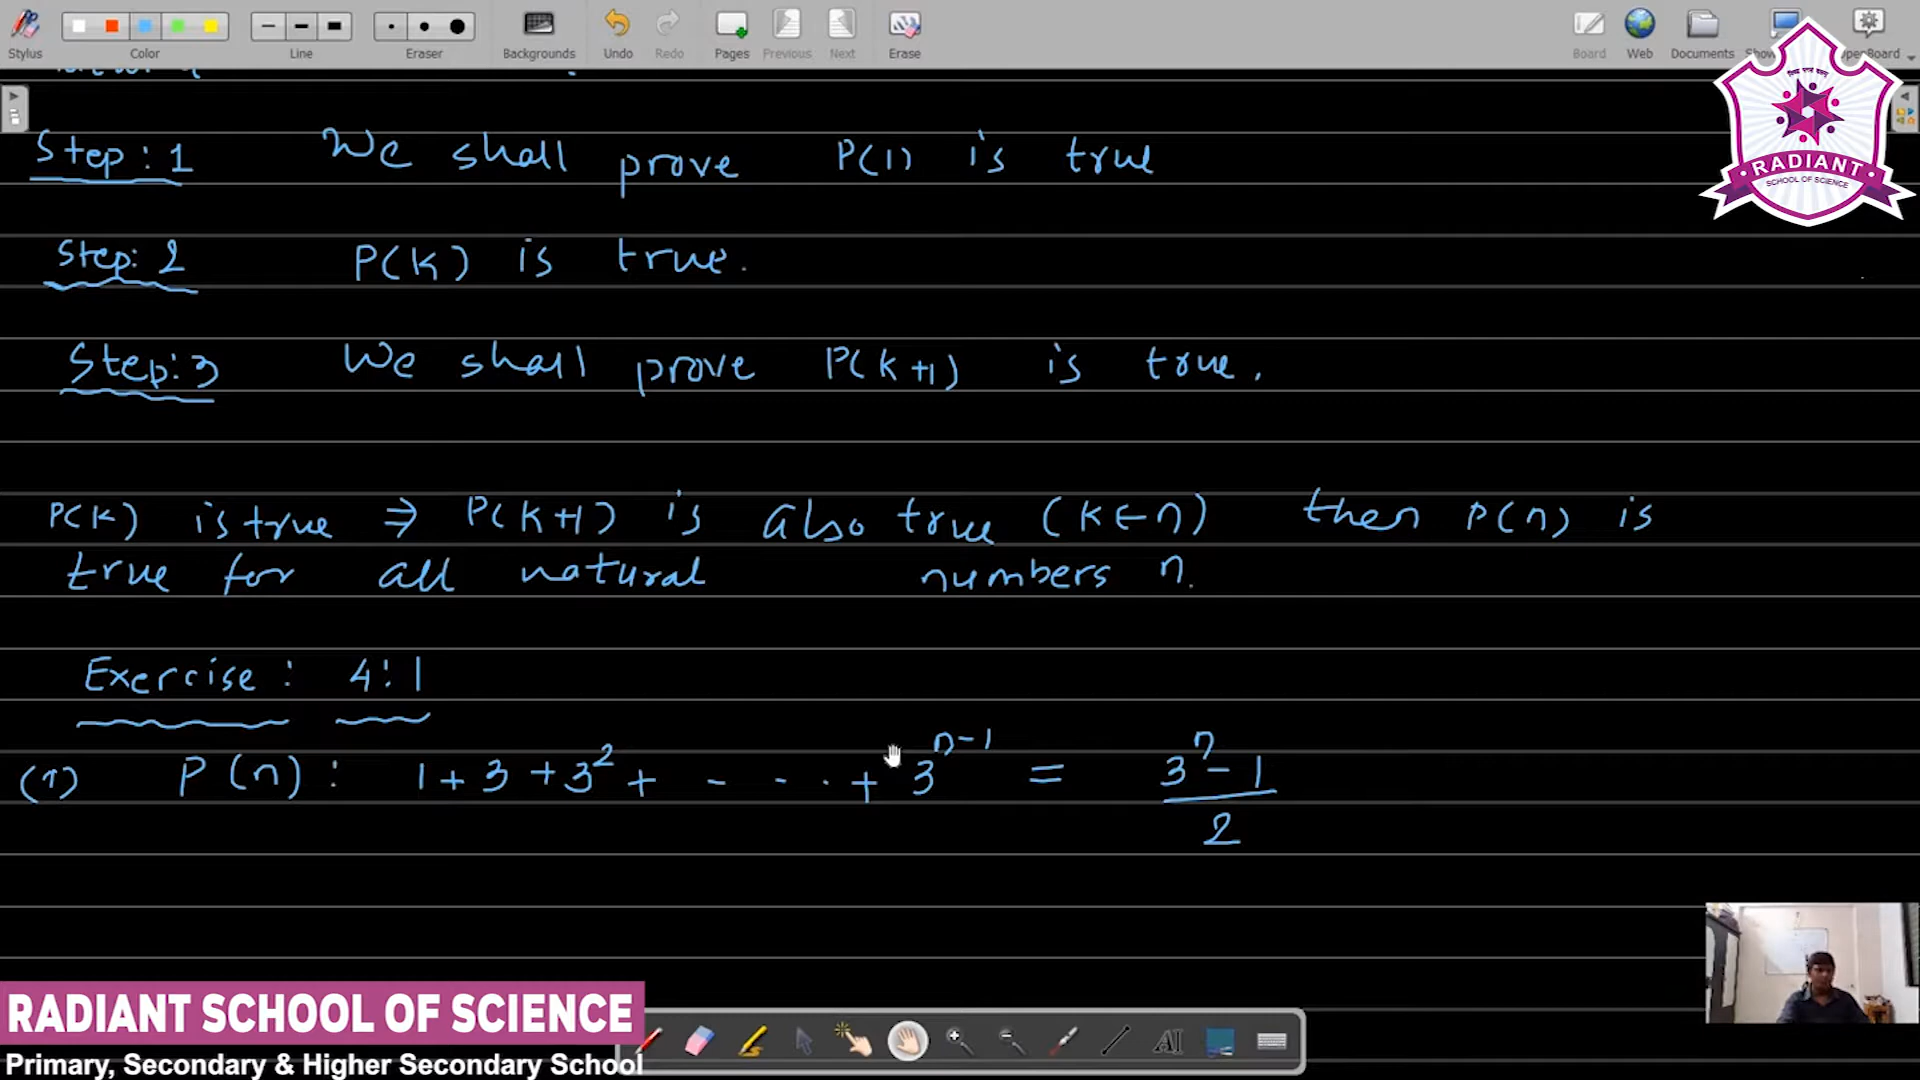 Stylus Color Line Eraser Backgrounds Undo Redo Pages Previous Next Erase Board Web Documents
Step: 1 We shall prove P(1) is true
RADIANT
SCHOOL OF SCIENCE
Step: 2 P(k) is true.
Step: 3 We shall prove P(k+1) is true.
P(k) is true ⇒ P(k+1) is also true (k ∈ n) then P(n) is
true for all natural numbers n.
Exercise: 4:1
(1) P(n): 1 + 3 + 3² + - - · + 3ⁿ⁻¹ = (3ⁿ - 1)/2
RADIANT SCHOOL OF SCIENCE
Primary, Secondary & Higher Secondary School